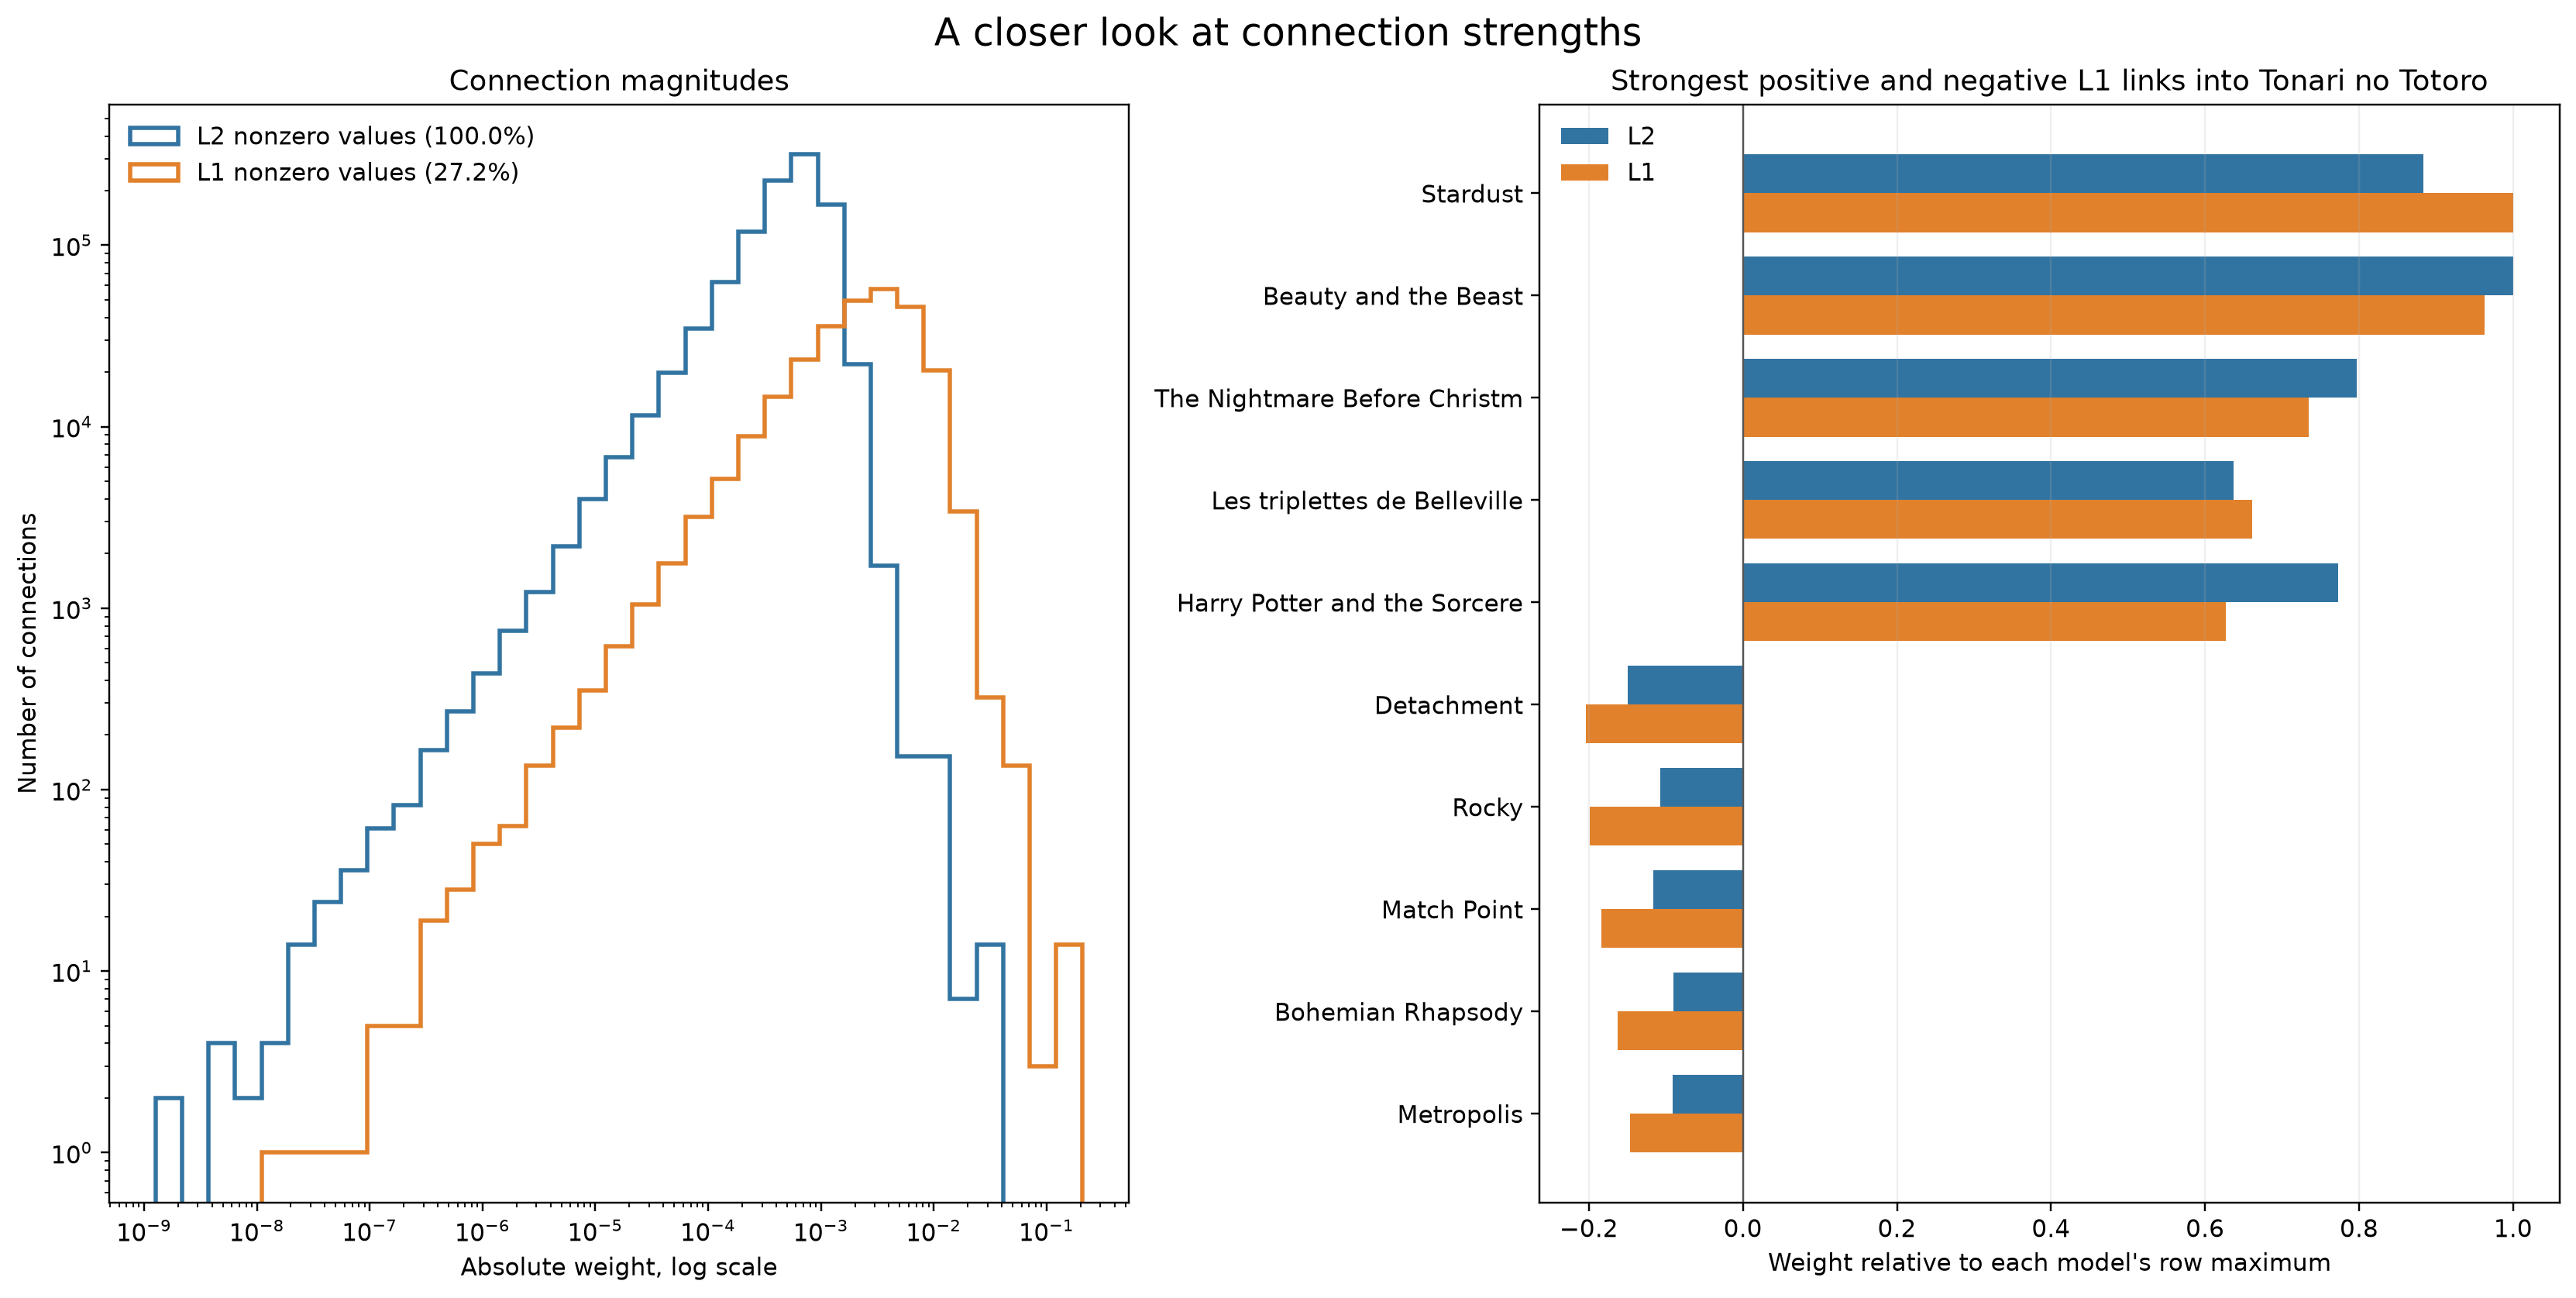 A closer look at connection strengths
Connection magnitudes
L2 nonzero values (100.0%)
L1 nonzero values (27.2%)
Number of connections
10⁵
10⁴
10³
10²
10¹
10⁰
10⁻⁹ 10⁻⁸ 10⁻⁷ 10⁻⁶ 10⁻⁵ 10⁻⁴ 10⁻³ 10⁻² 10⁻¹
Absolute weight, log scale
Strongest positive and negative L1 links into Tonari no Totoro
L2
L1
Stardust
Beauty and the Beast
The Nightmare Before Christm
Les triplettes de Belleville
Harry Potter and the Sorcere
Detachment
Rocky
Match Point
Bohemian Rhapsody
Metropolis
−0.2 0.0 0.2 0.4 0.6 0.8 1.0
Weight relative to each model's row maximum